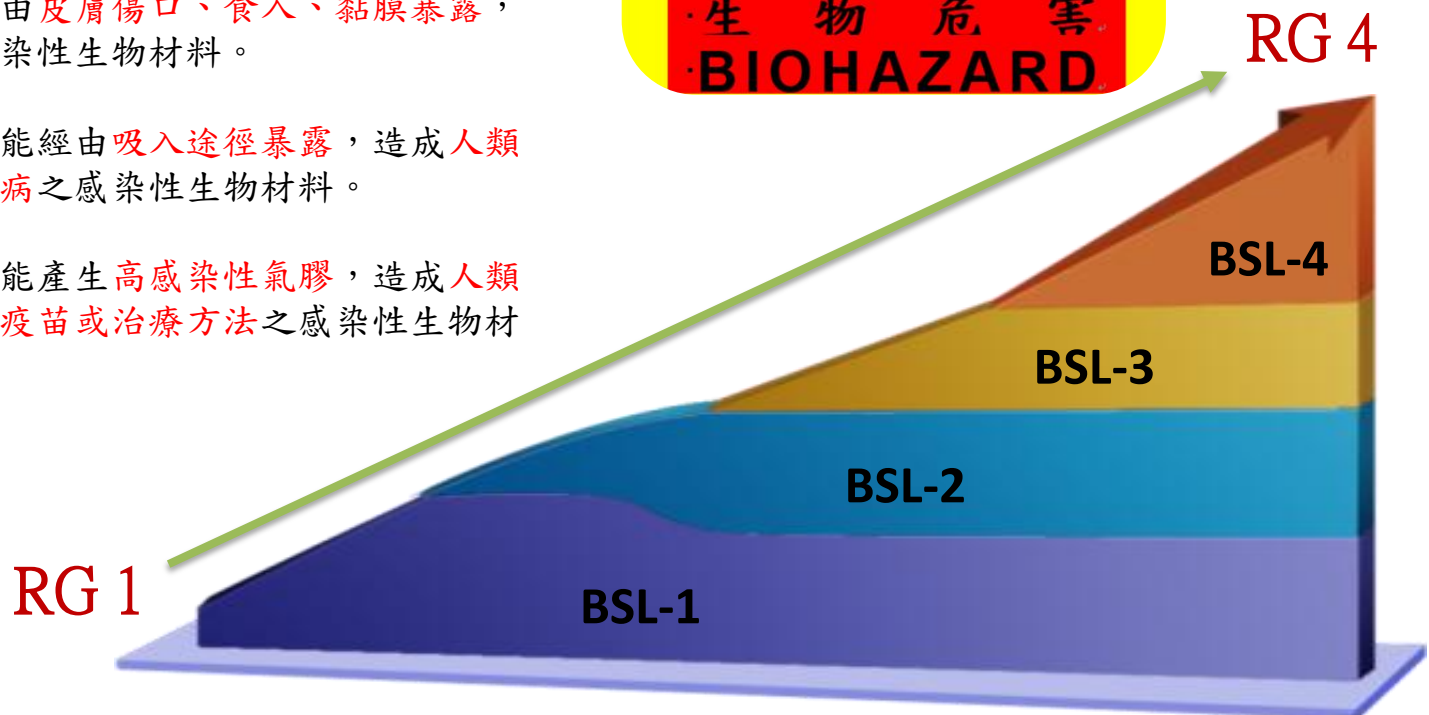 由皮膚傷口、食入、黏膜暴露，
染性生物材料。
能經由吸入途徑暴露，造成人類
病之感染性生物材料。
能產生高感染性氣膠，造成人類
疫苗或治療方法之感染性生物材
·生物危害
·BIOHAZARD
RG 4
BSL-4
BSL-3
BSL-2
RG 1
BSL-1